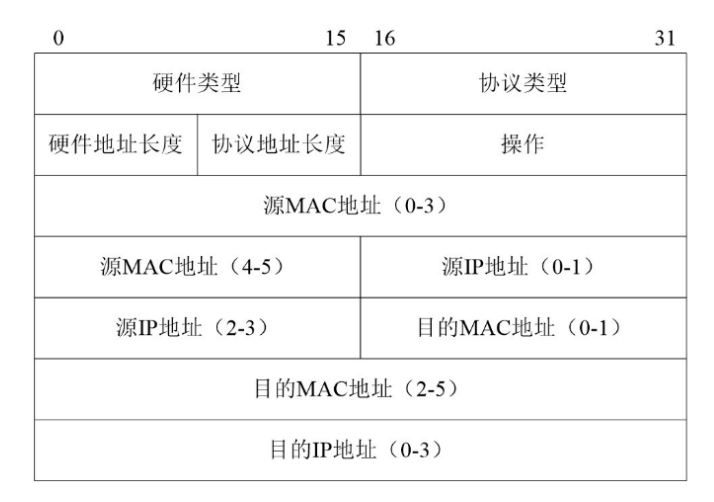 0 15 16 31
硬件类型 协议类型
硬件地址长度 协议地址长度 操作
源MAC地址（0-3）
源MAC地址（4-5） 源IP地址（0-1）
源IP地址（2-3） 目的MAC地址（0-1）
目的MAC地址（2-5）
目的IP地址（0-3）